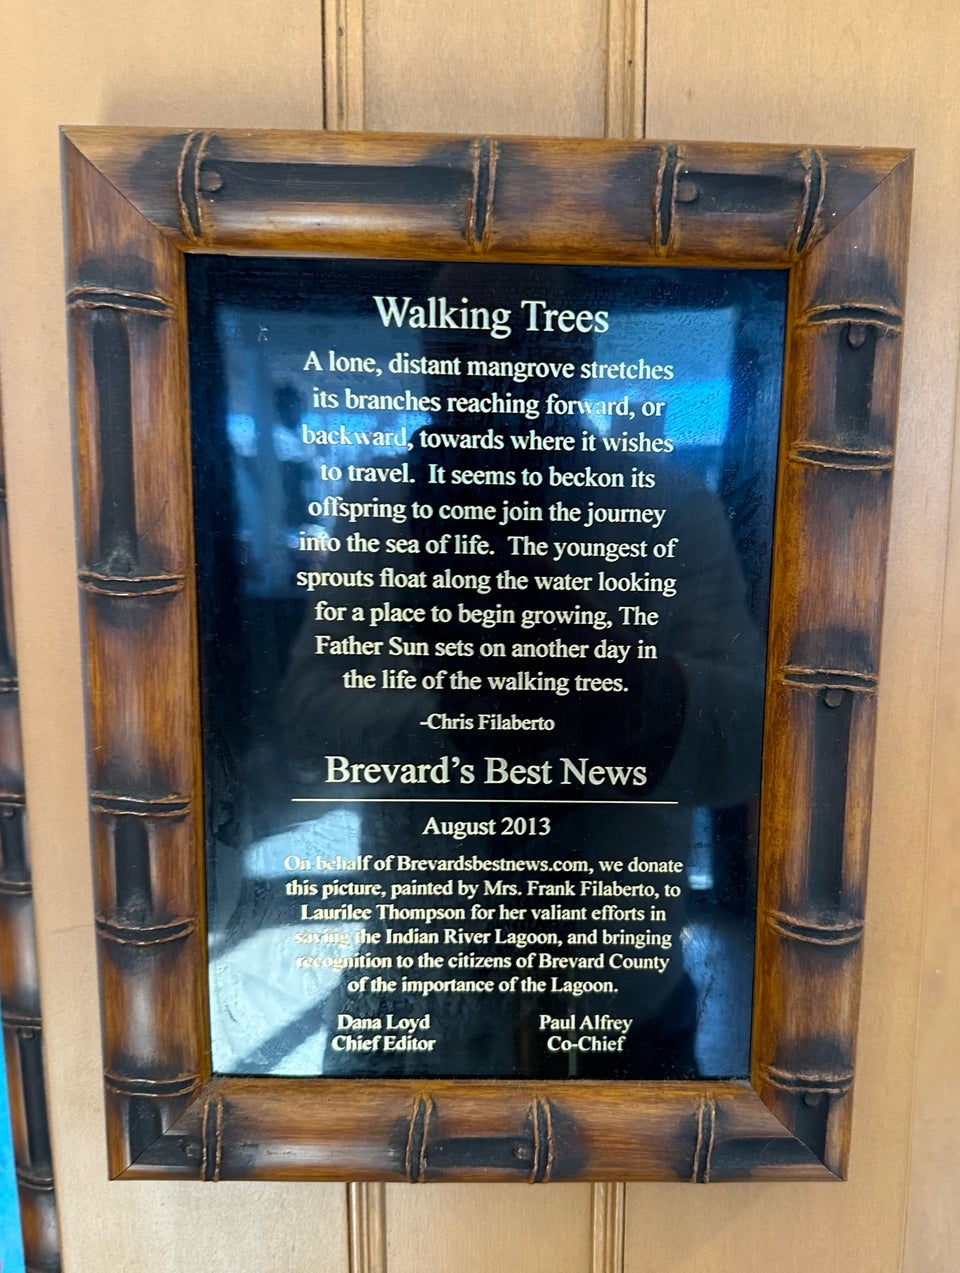 Walking Trees
A lone, distant mangrove stretches
its branches reaching forward, or
backward, towards where it wishes
to travel.  It seems to beckon its
offspring to come join the journey
into the sea of life.  The youngest of
sprouts float along the water looking
for a place to begin growing, The
Father Sun sets on another day in
the life of the walking trees.
-Chris Filaberto
Brevard's Best News
August 2013
On behalf of Brevardsbestnews.com, we donate
this picture, painted by Mrs. Frank Filaberto, to
Laurilee Thompson for her valiant efforts in
saving the Indian River Lagoon, and bringing
recognition to the citizens of Brevard County
of the importance of the Lagoon.
Dana Loyd Paul Alfrey
Chief Editor Co-Chief